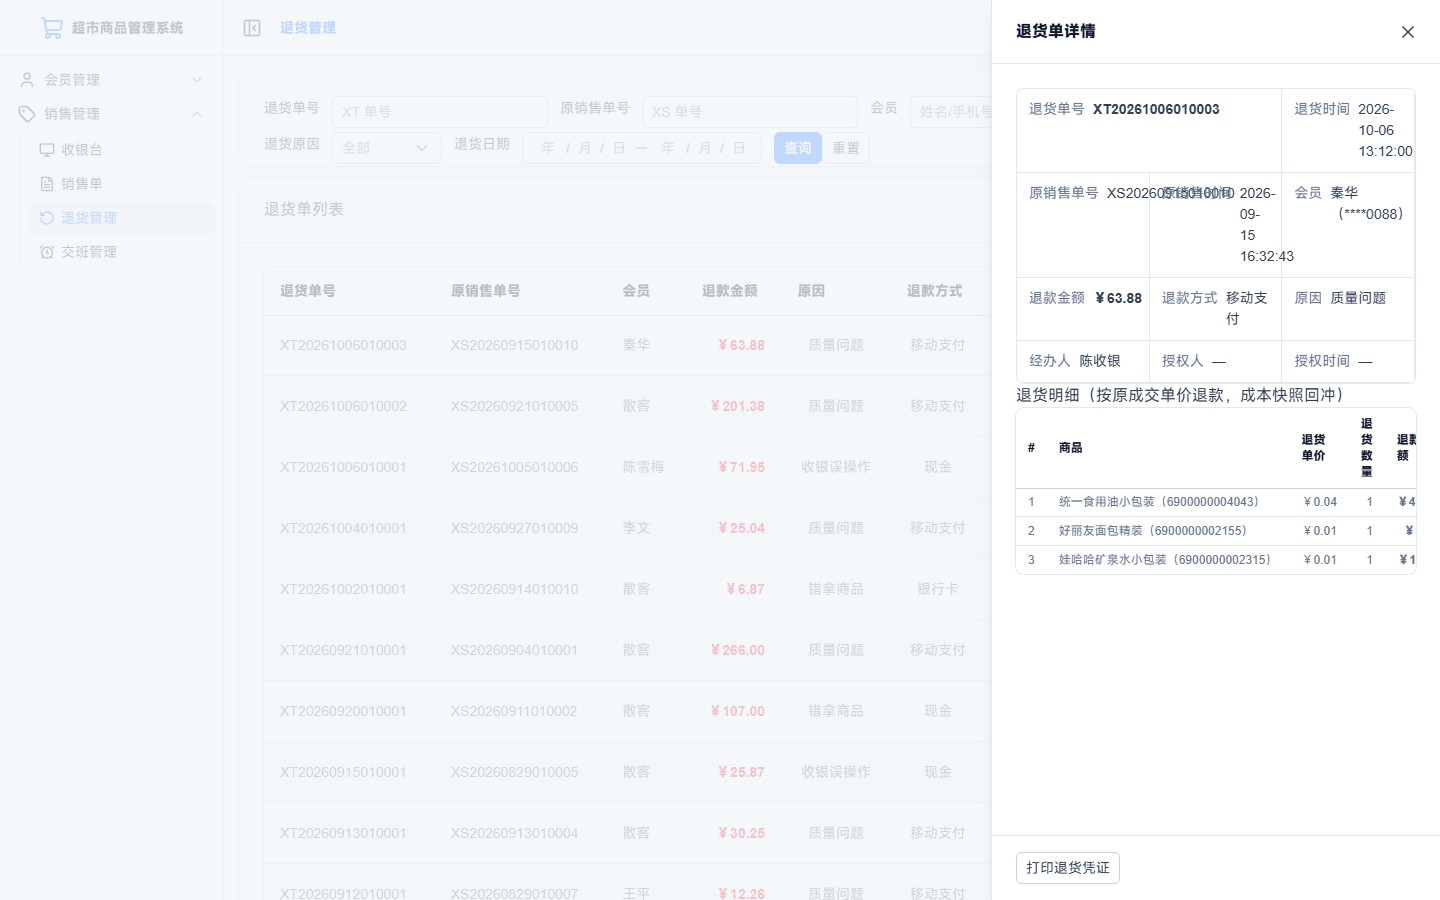 超市商品管理系统
会员管理
销售管理
收银台
销售单
退货管理
交班管理
退货管理
退货单号 XT 单号 原销售单号 XS 单号 会员 姓名/手机号
退货原因 全部 退货日期 年 / 月 / 日 — 年 / 月 / 日 查询 重置
退货单列表
退货单号 原销售单号 会员 退款金额 原因 退款方式
XT20261006010003 XS20260915010010 秦华 ¥ 63.88 质量问题 移动支付
XT20261006010002 XS20260921010005 散客 ¥ 201.38 质量问题 移动支付
XT20261006010001 XS20261005010006 陈雪梅 ¥ 71.95 收银误操作 现金
XT20261004010001 XS20260927010009 李文 ¥ 25.04 质量问题 移动支付
XT20261002010001 XS20260914010010 散客 ¥ 6.87 错拿商品 银行卡
XT20260921010001 XS20260904010001 散客 ¥ 266.00 质量问题 移动支付
XT20260920010001 XS20260911010002 散客 ¥ 107.00 错拿商品 现金
XT20260915010001 XS20260829010005 散客 ¥ 25.87 收银误操作 现金
XT20260913010001 XS20260913010004 散客 ¥ 30.25 质量问题 移动支付
XT20260912010001 XS20260829010007 王平 ¥ 12.26 质量问题 移动支付
退货单详情
退货单号 XT20261006010003
退货时间 2026-
10-06
13:12:00
原销售单号 XS20260915010010
原销售时间 2026-
09-
15
16:32:43
会员 秦华
（****0088）
退款金额 ¥ 63.88
退款方式 移动支
付
原因 质量问题
经办人 陈收银
授权人 —
授权时间 —
退货明细（按原成交单价退款，成本快照回冲）
# 商品
退货
单价
退
货
数
量
退款
额
1 统一食用油小包装（6900000004043） ¥ 0.04 1 ¥ 4
2 好丽友面包精装（6900000002155） ¥ 0.01 1 ¥
3 娃哈哈矿泉水小包装（6900000002315） ¥ 0.01 1 ¥ 1
打印退货凭证